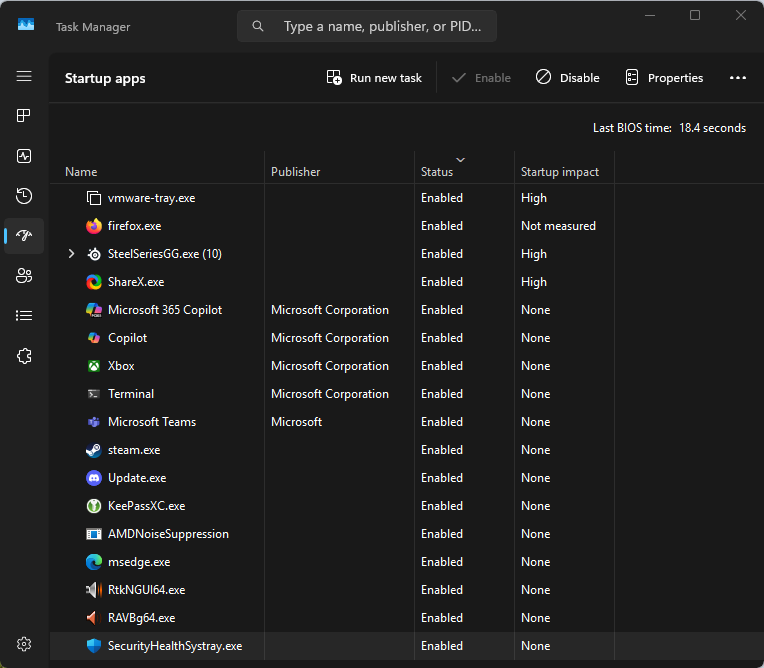 Task Manager
Type a name, publisher, or PID...
Startup apps
Run new task
Enable
Disable
Properties
Last BIOS time: 18.4 seconds
Name Publisher Status Startup impact
vmware-tray.exe Enabled High
firefox.exe Enabled Not measured
SteelSeriesGG.exe (10) Enabled High
ShareX.exe Enabled High
Microsoft 365 Copilot Microsoft Corporation Enabled None
Copilot Microsoft Corporation Enabled None
Xbox Microsoft Corporation Enabled None
Terminal Microsoft Corporation Enabled None
Microsoft Teams Microsoft Enabled None
steam.exe Enabled None
Update.exe Enabled None
KeePassXC.exe Enabled None
AMDNoiseSuppression Enabled None
msedge.exe Enabled None
RtkNGUI64.exe Enabled None
RAVBg64.exe Enabled None
SecurityHealthSystray.exe Enabled None